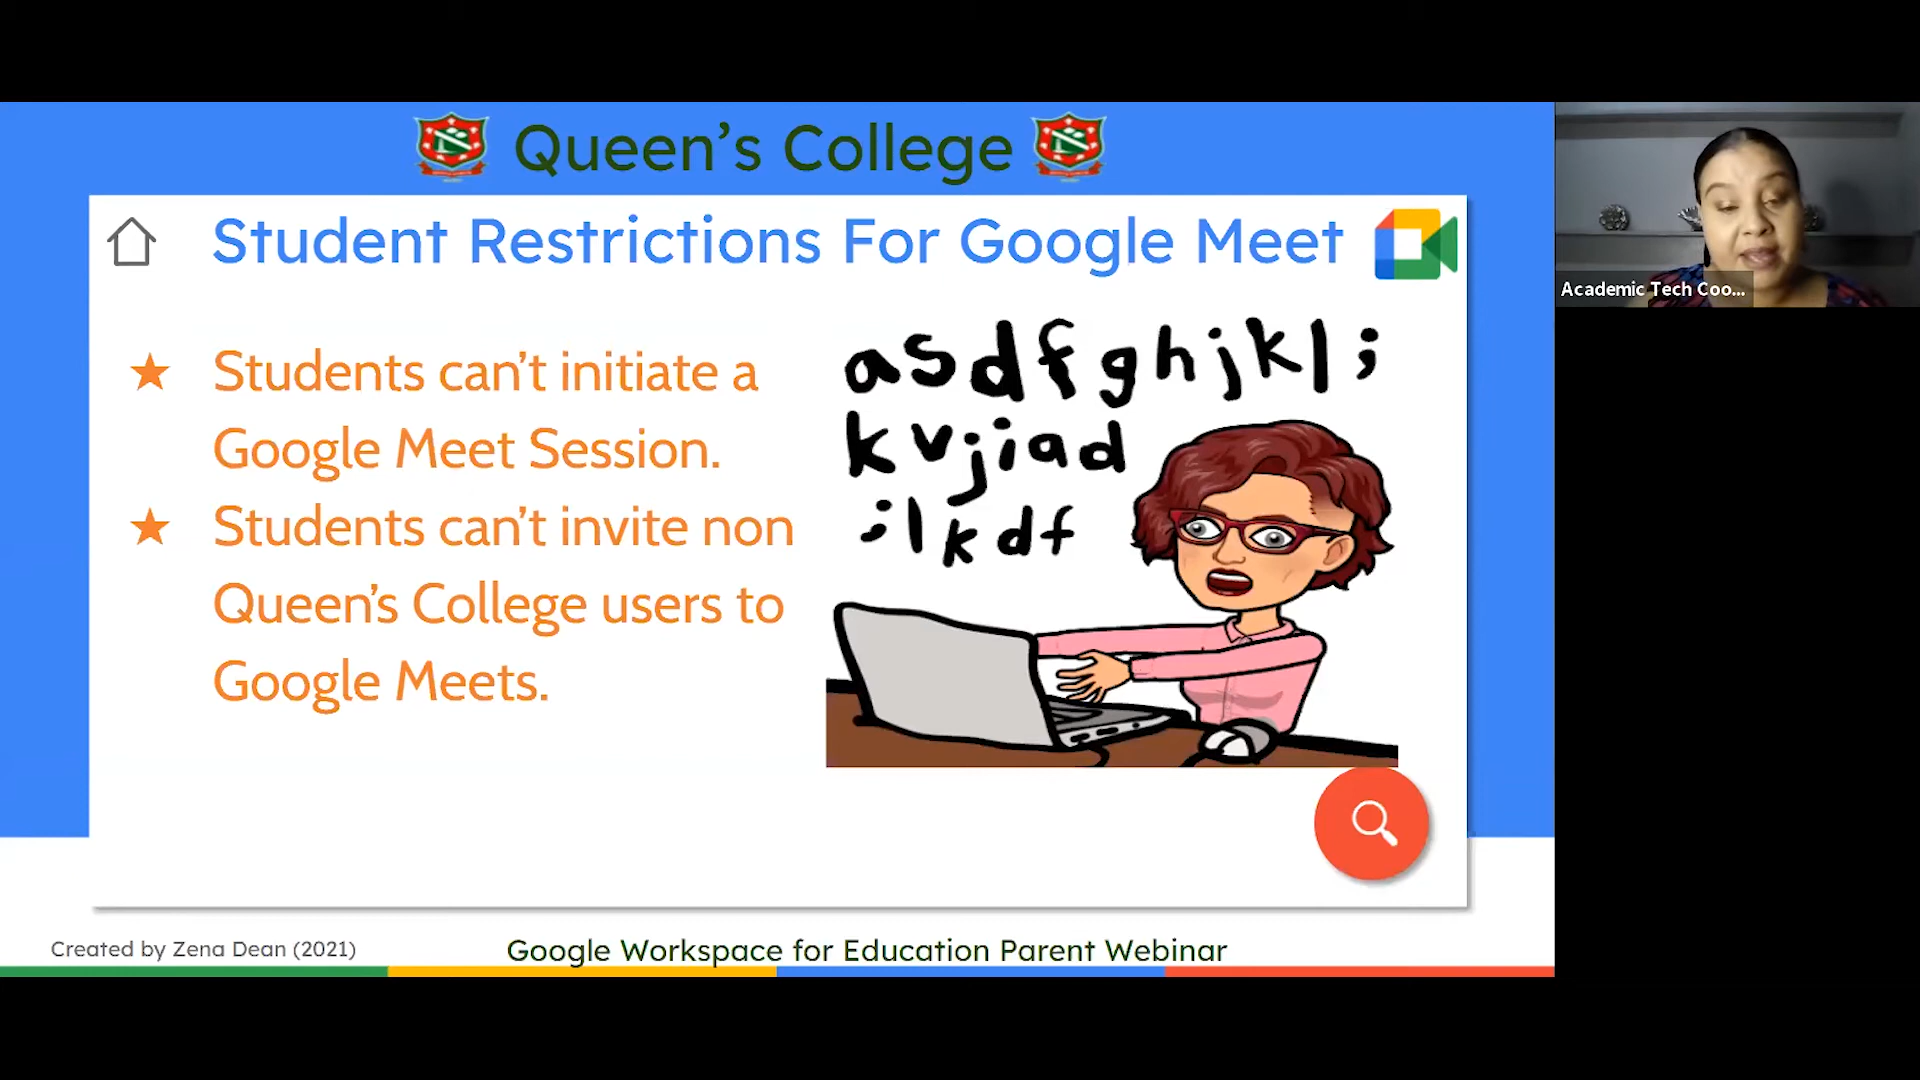 Queen's College
Student Restrictions For Google Meet
★ Students can't initiate a
Google Meet Session.
★ Students can't invite non
Queen's College users to
Google Meets.
asdfghjkl;
kvjiad
;lkdf
Academic Tech Coo...
Created by Zena Dean (2021)
Google Workspace for Education Parent Webinar